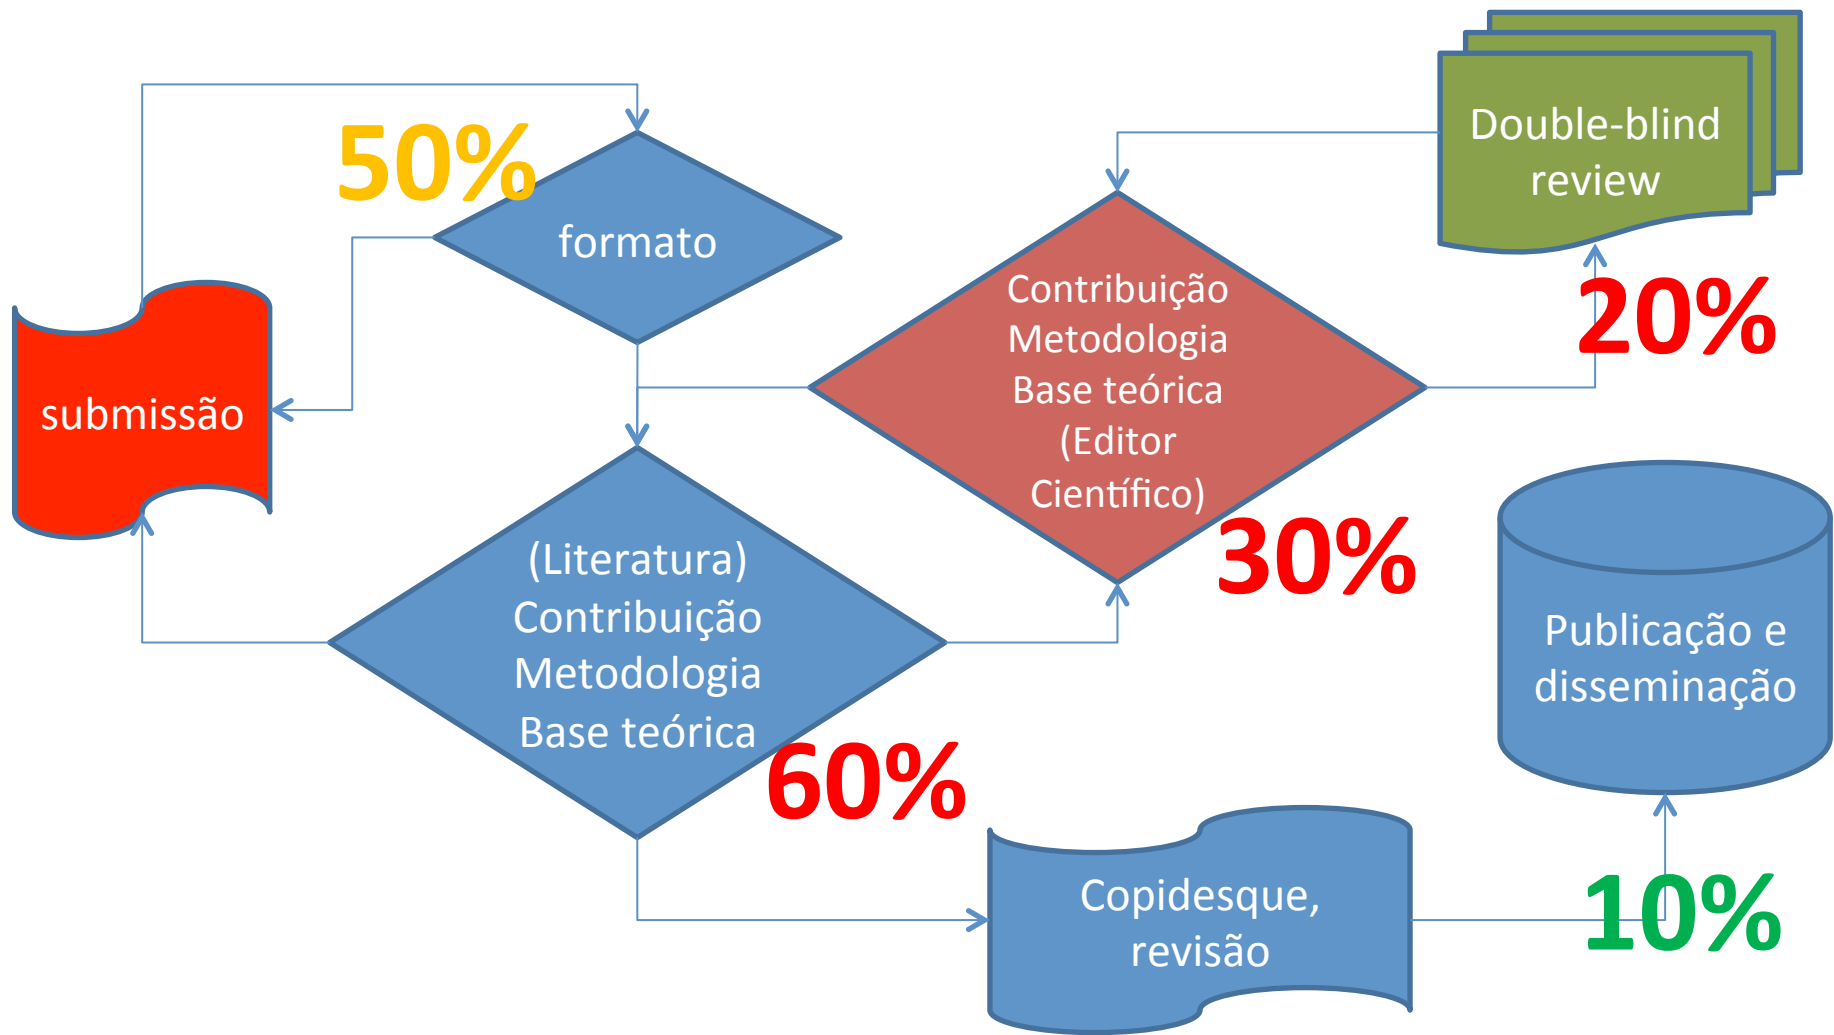 50%
formato
submissão
(Literatura)
Contribuição
Metodologia
Base teórica
60%
Contribuição
Metodologia
Base teórica
(Editor
Científico)
30%
Double-blind
review
20%
Copidesque,
revisão
10%
Publicação e
disseminação